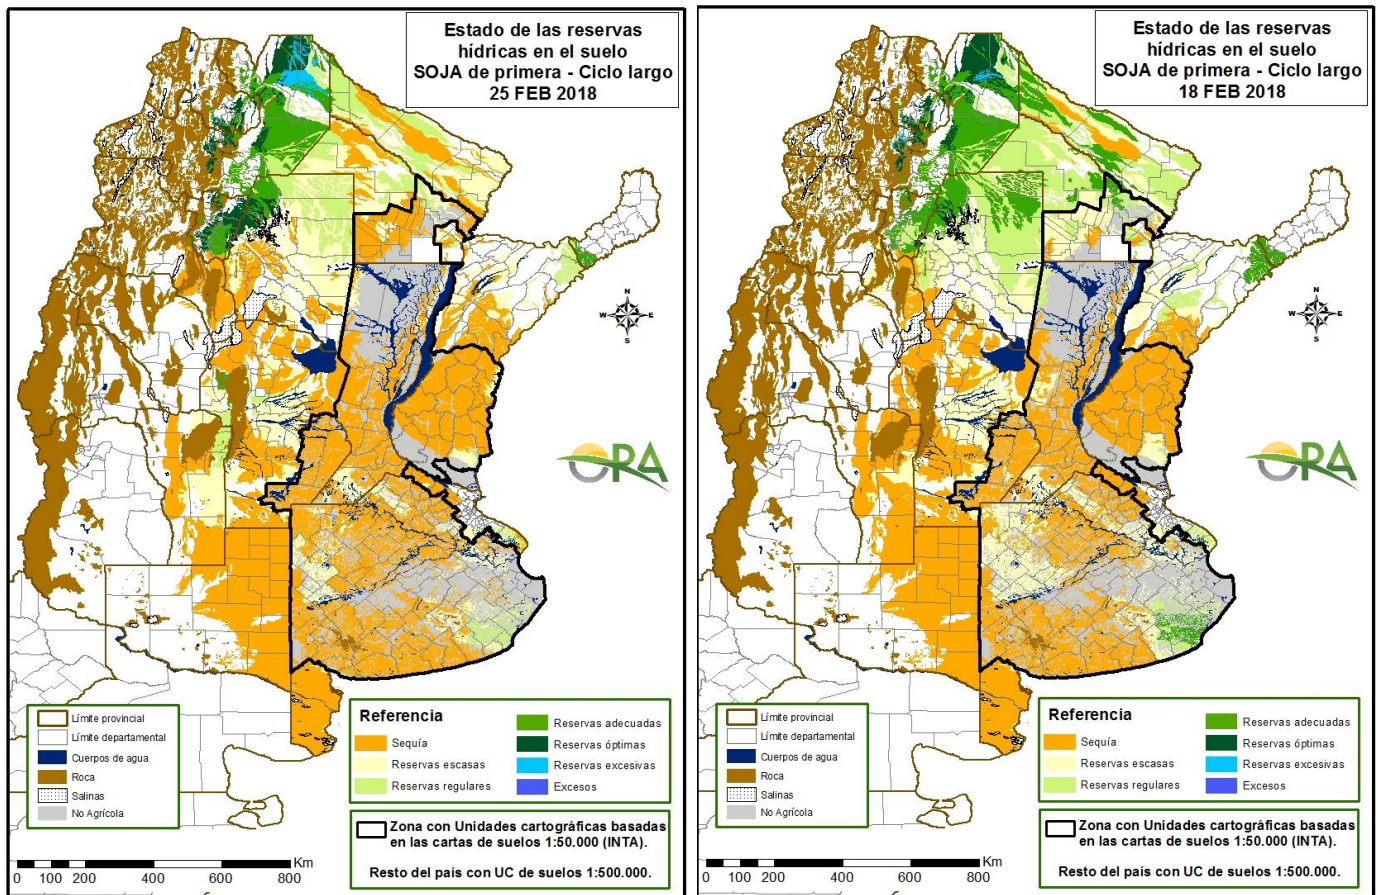 Estado de las reservas
hídricas en el suelo
SOJA de primera - Ciclo largo
25 FEB 2018
N
W E
S
ORA
Límite provincial
Límite departamental
Cuerpos de agua
Roca
Salinas
No Agrícola
Referencia
Sequía
Reservas escasas
Reservas regulares
Reservas adecuadas
Reservas óptimas
Reservas excesivas
Excesos
Zona con Unidades cartográficas basadas
en las cartas de suelos 1:50.000 (INTA).
Resto del país con UC de suelos 1:500.000.
Km
0 100 200 400 600 800
Estado de las reservas
hídricas en el suelo
SOJA de primera - Ciclo largo
18 FEB 2018
N
W E
S
ORA
Límite provincial
Límite departamental
Cuerpos de agua
Roca
Salinas
No Agrícola
Referencia
Sequía
Reservas escasas
Reservas regulares
Reservas adecuadas
Reservas óptimas
Reservas excesivas
Excesos
Zona con Unidades cartográficas basadas
en las cartas de suelos 1:50.000 (INTA).
Resto del país con UC de suelos 1:500.000.
Km
0 100 200 400 600 800